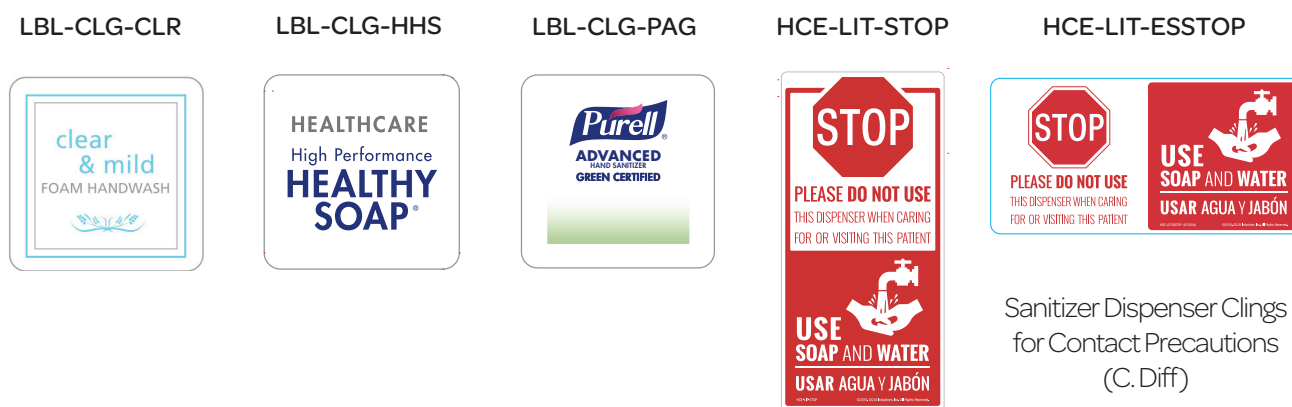 LBL-CLG-CLR
clear
& mild
FOAM HANDWASH
LBL-CLG-HHS
HEALTHCARE
High Performance
HEALTHY
SOAP®
LBL-CLG-PAG
Purell®
ADVANCED
HAND SANITIZER
GREEN CERTIFIED
HCE-LIT-STOP
STOP
PLEASE DO NOT USE
THIS DISPENSER WHEN CARING
FOR OR VISITING THIS PATIENT
USE
SOAP AND WATER
USAR AGUA Y JABÓN
HCE-LIT-ESSTOP
STOP
PLEASE DO NOT USE
THIS DISPENSER WHEN CARING
FOR OR VISITING THIS PATIENT
USE
SOAP AND WATER
USAR AGUA Y JABÓN
Sanitizer Dispenser Clings
for Contact Precautions
(C. Diff)